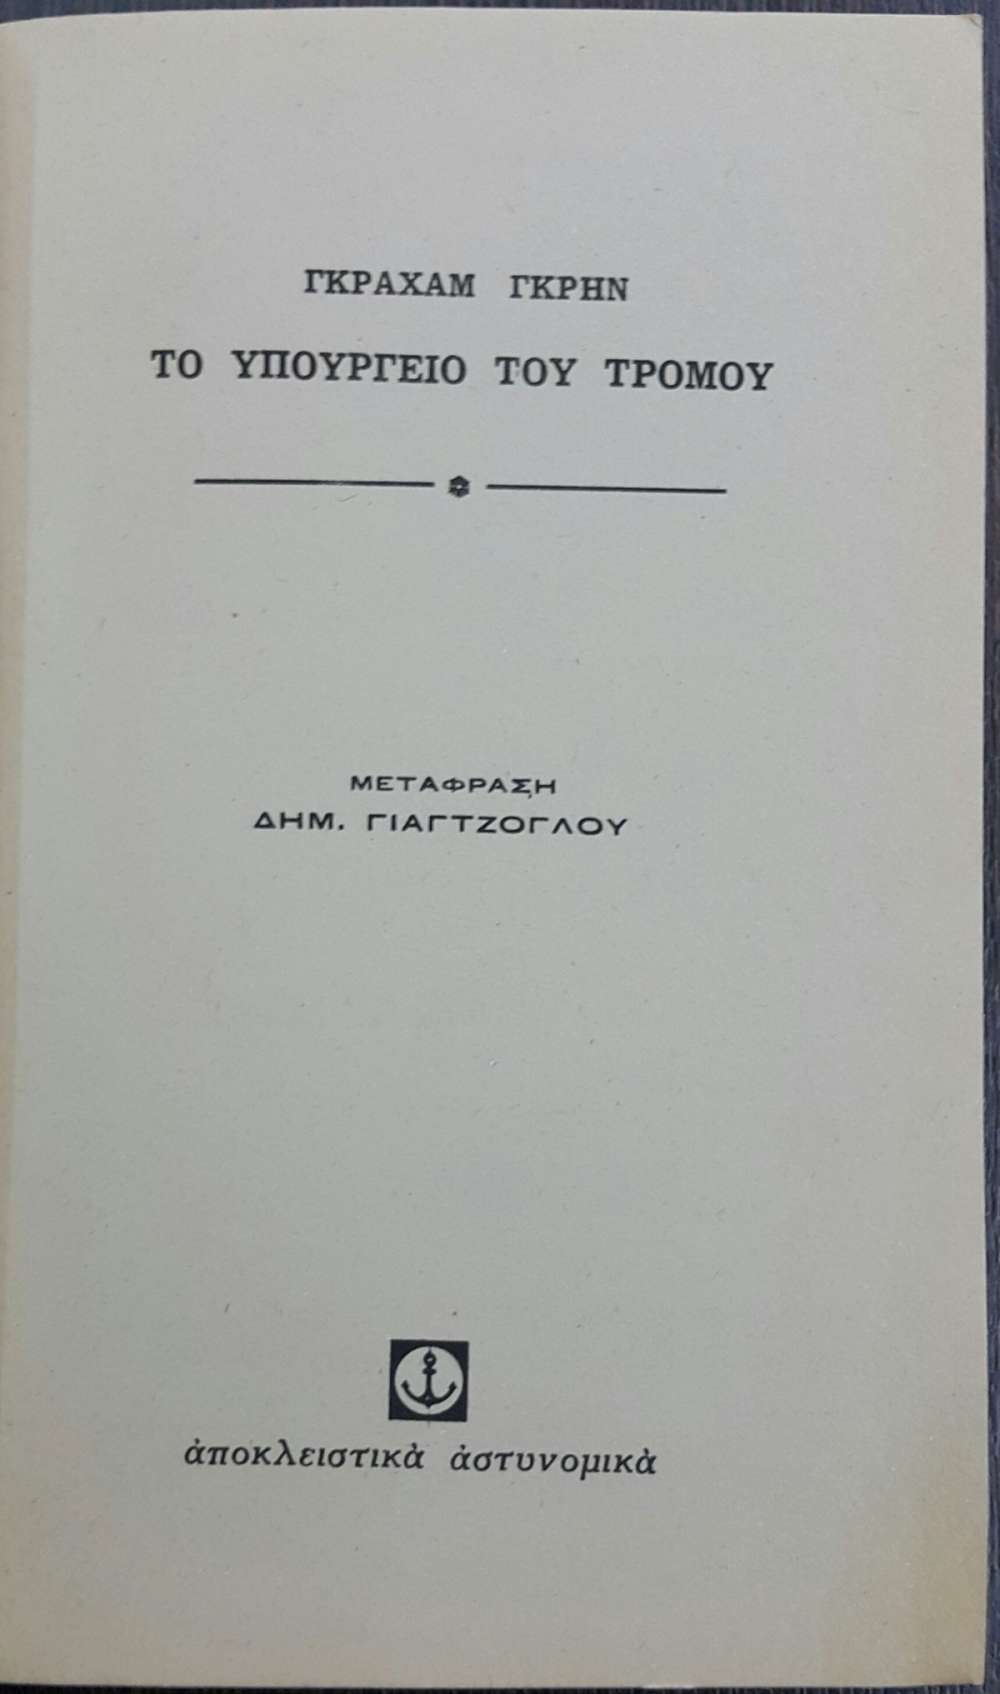 ΓΚΡΑΧΑΜ ΓΚΡΗΝ
ΤΟ ΥΠΟΥΡΓΕΙΟ ΤΟΥ ΤΡΟΜΟΥ
ΜΕΤΑΦΡΑΣΗ
ΔΗΜ. ΓΙΑΓΤΖΟΓΛΟΥ
ἀποκλειστικὰ ἀστυνομικὰ